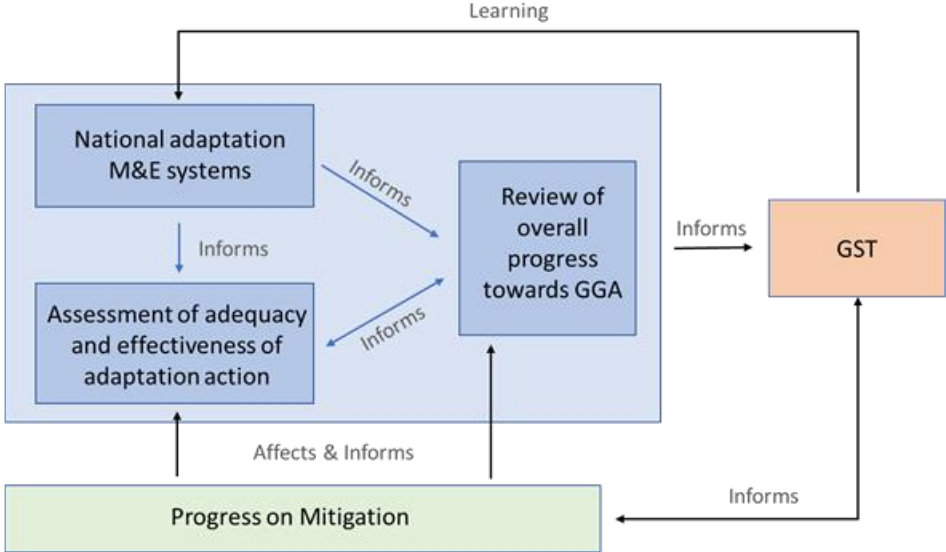 Learning
National adaptation
M&E systems
Informs
Informs
Review of
overall
progress
towards GGA
Informs
GST
Assessment of adequacy
and effectiveness of
adaptation action
Informs
Affects & Informs
Informs
Progress on Mitigation